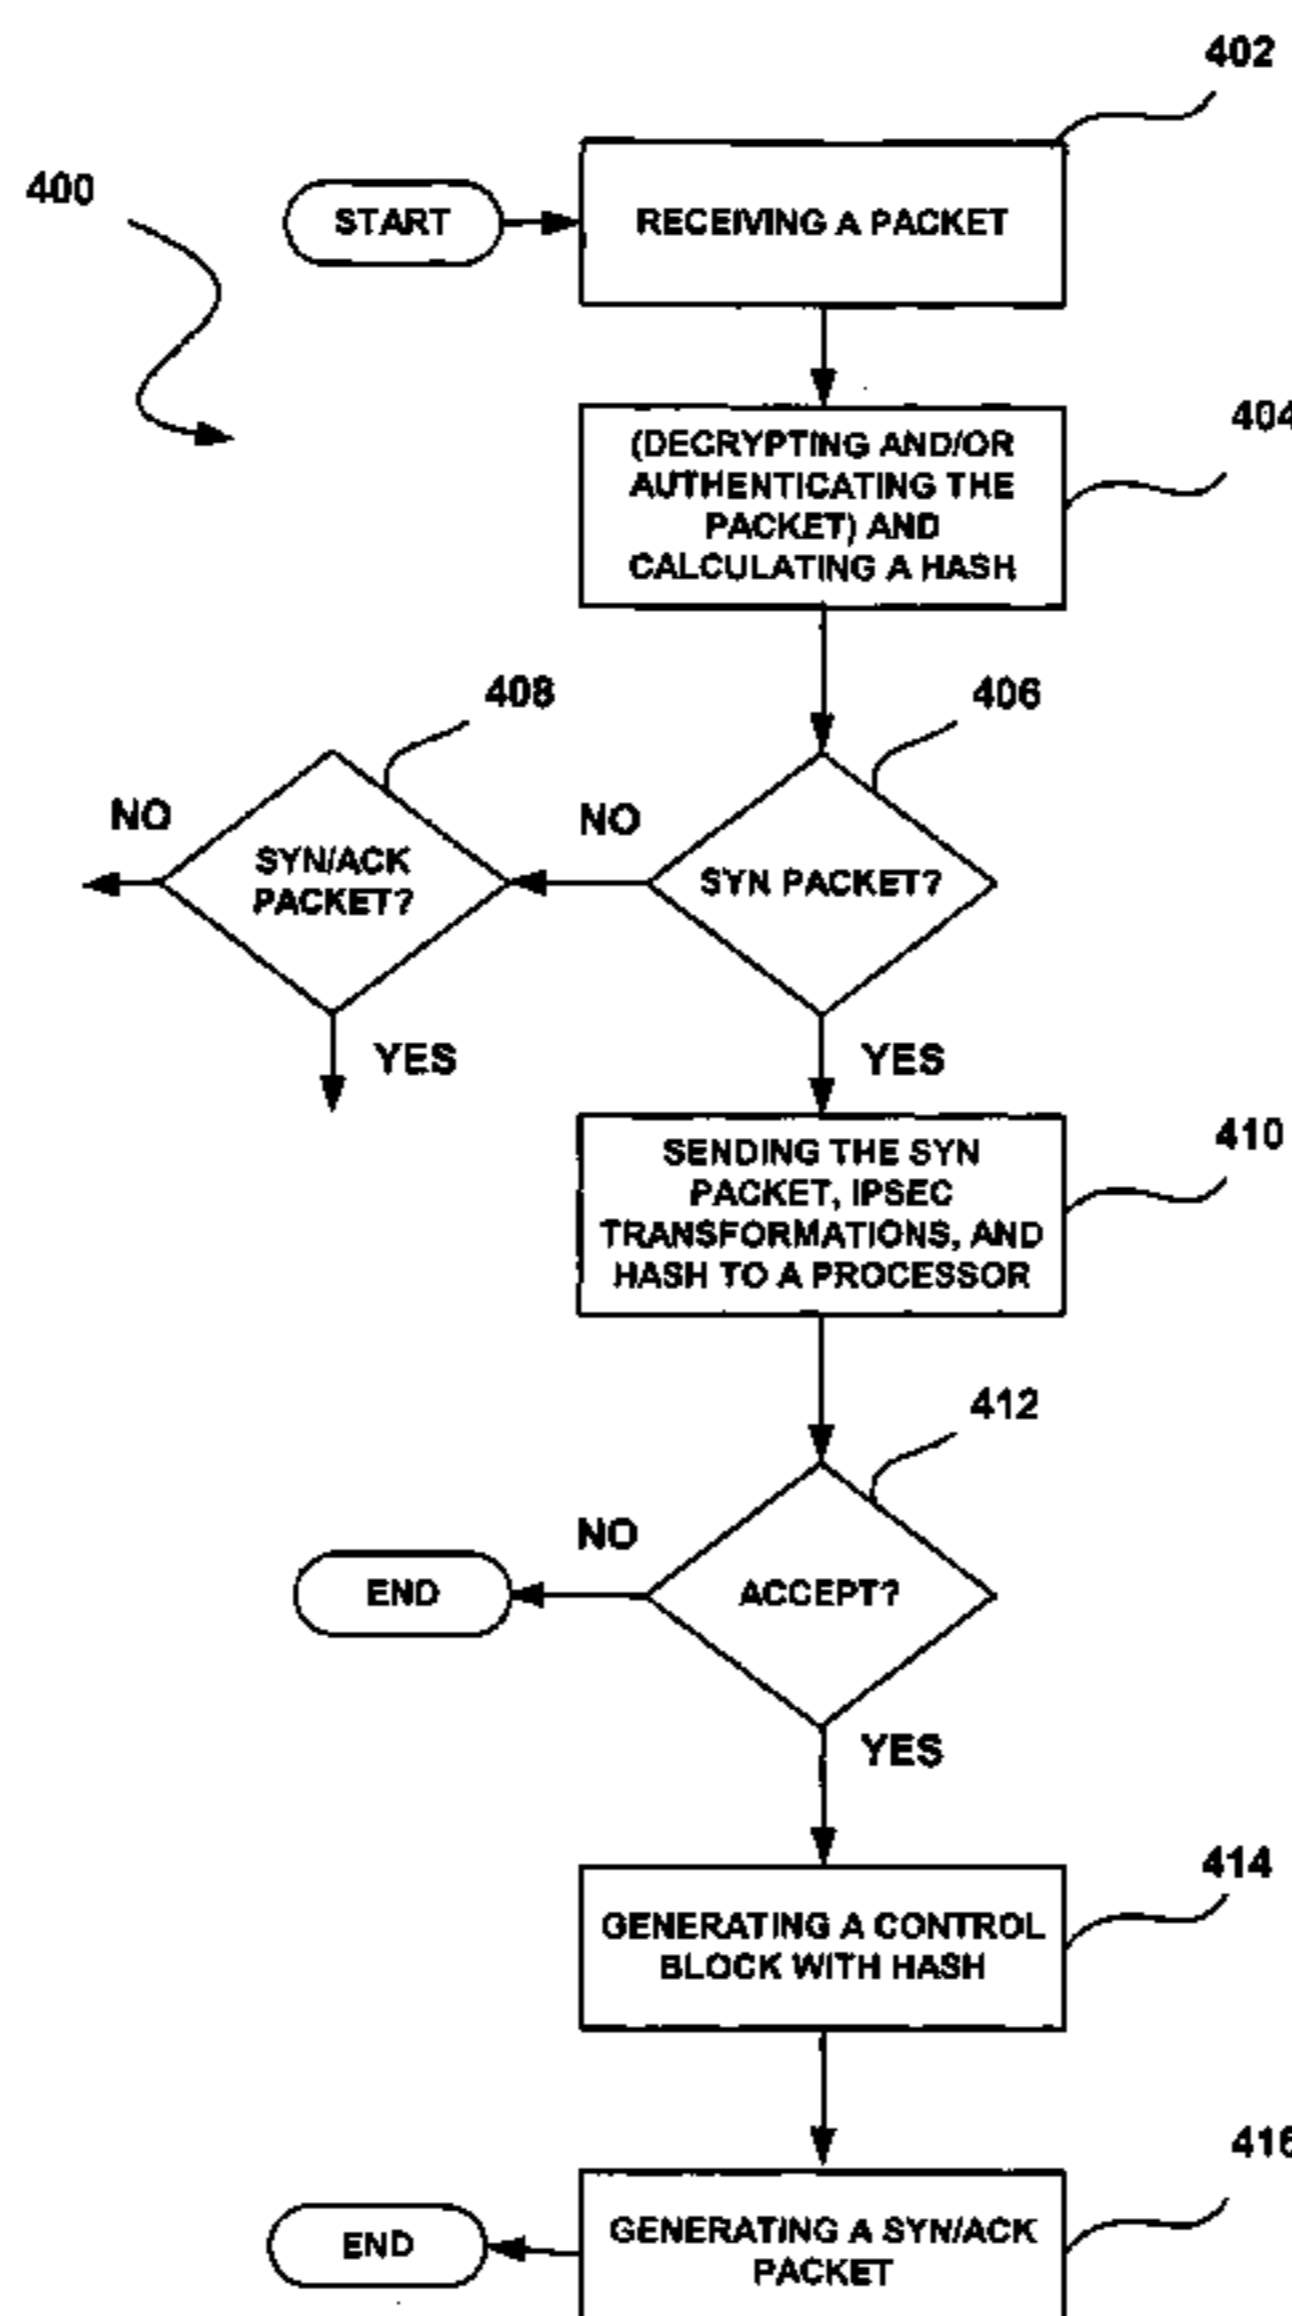 402
400
START
RECEIVING A PACKET
404
(DECRYPTING AND/OR
AUTHENTICATING THE
PACKET) AND
CALCULATING A HASH
408
406
NO
NO
SYN/ACK
PACKET?
SYN PACKET?
YES
YES
410
SENDING THE SYN
PACKET, IPSEC
TRANSFORMATIONS, AND
HASH TO A PROCESSOR
412
NO
END
ACCEPT?
YES
414
GENERATING A CONTROL
BLOCK WITH HASH
416
END
GENERATING A SYN/ACK
PACKET